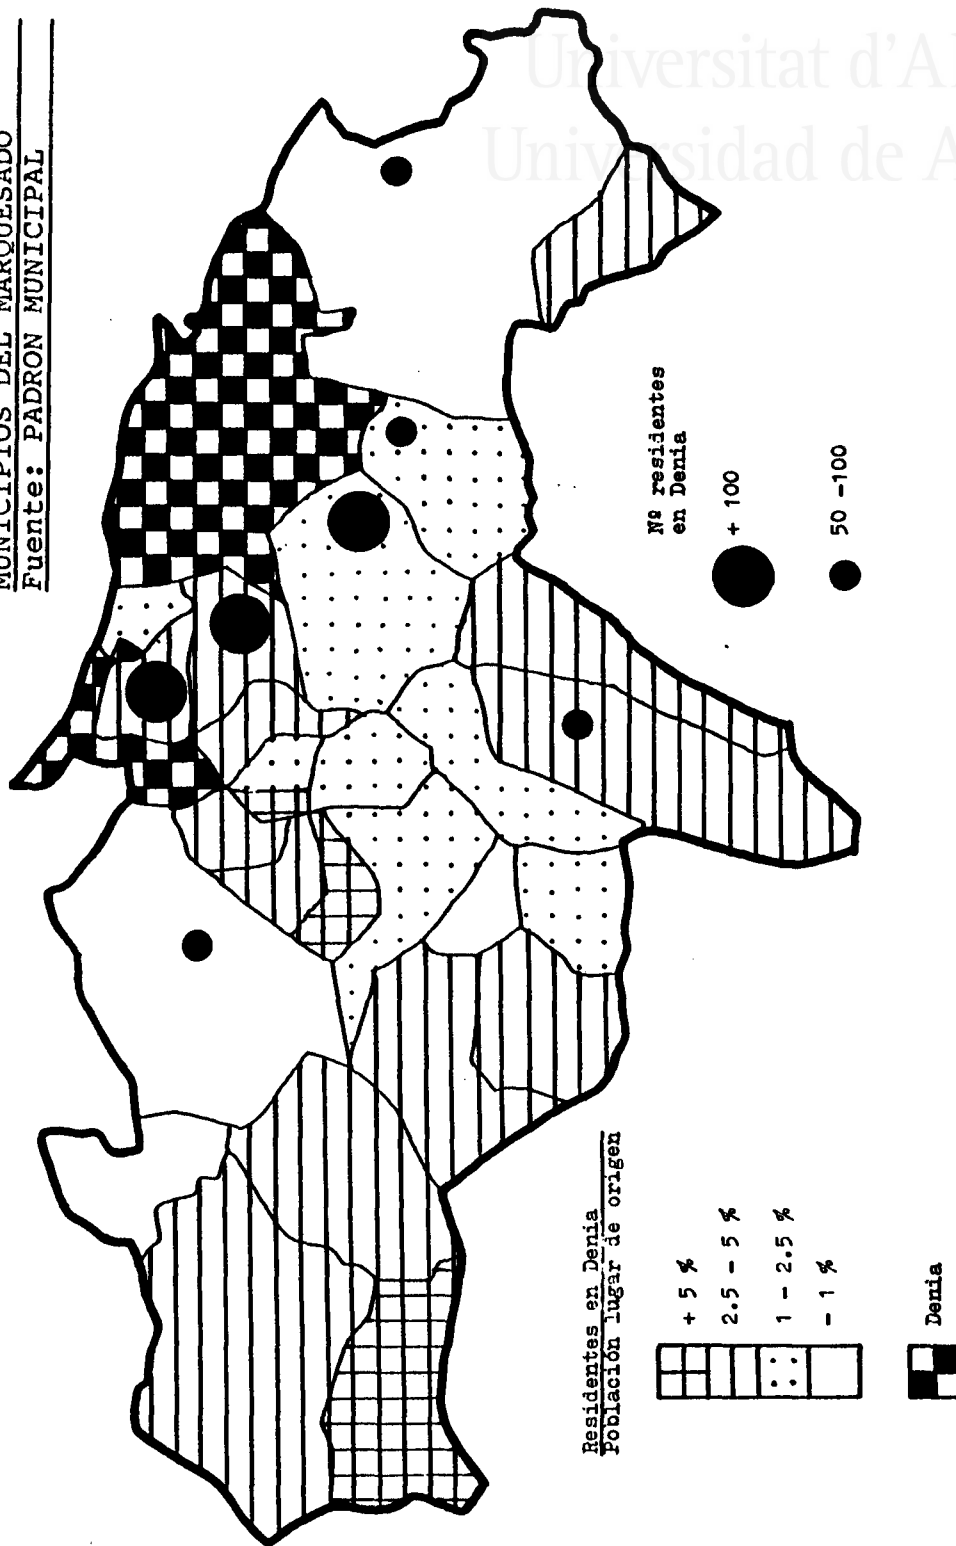 MUNICIPIOS DEL MARQUESADO
Fuente: PADRON MUNICIPAL
Universitat d'Al
Universidad de A
Nº residentes
en Denia
+ 100
50 -100
Residentes en Denia
Población lugar de origen
+ 5 %
2.5 - 5 %
1 - 2.5 %
- 1 %
Denia